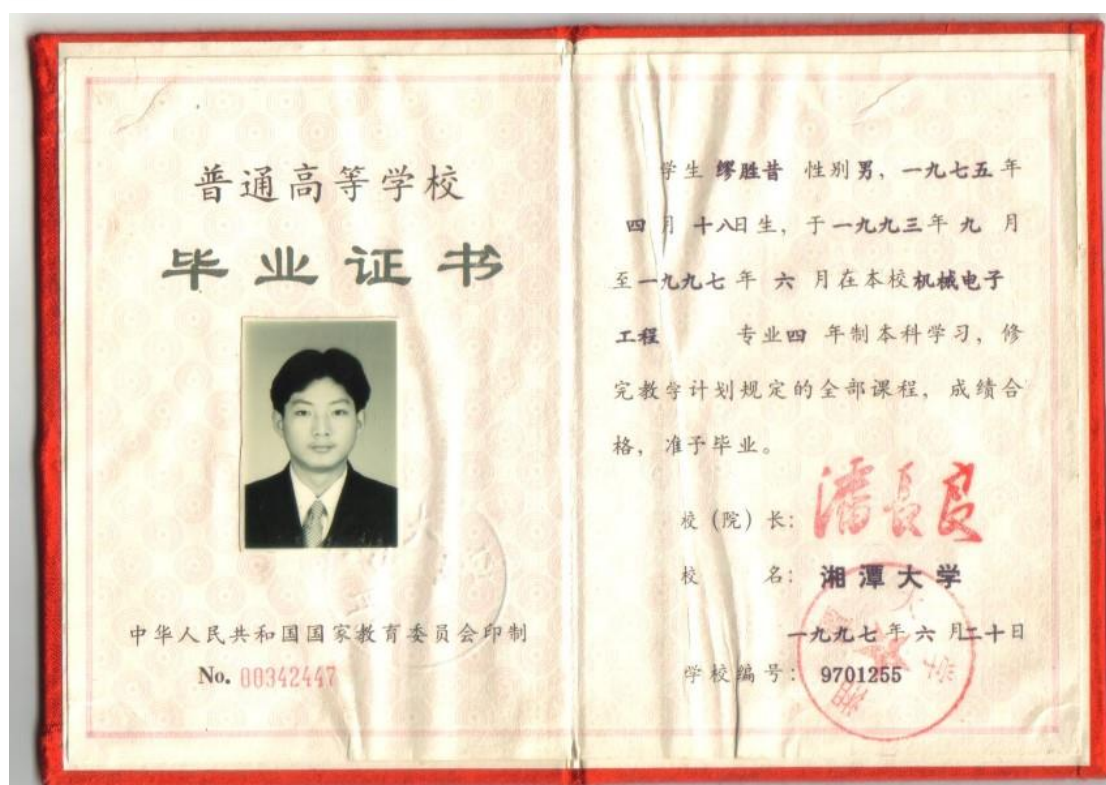 普通高等学校
毕业证书
中华人民共和国国家教育委员会印制
No. 00342447
学生 缪胜昔 性别男，一九七五年
四月 十八日生，于一九九三年 九 月
至一九九七 年 六 月在本校机械电子
工程 专业四 年制本科学习，修
完教学计划规定的全部课程，成绩合
格，准予毕业。
校（院）长：潘長良
校 名：湘潭大学
一九九七 年 六 月二十日
学校编号：9701255